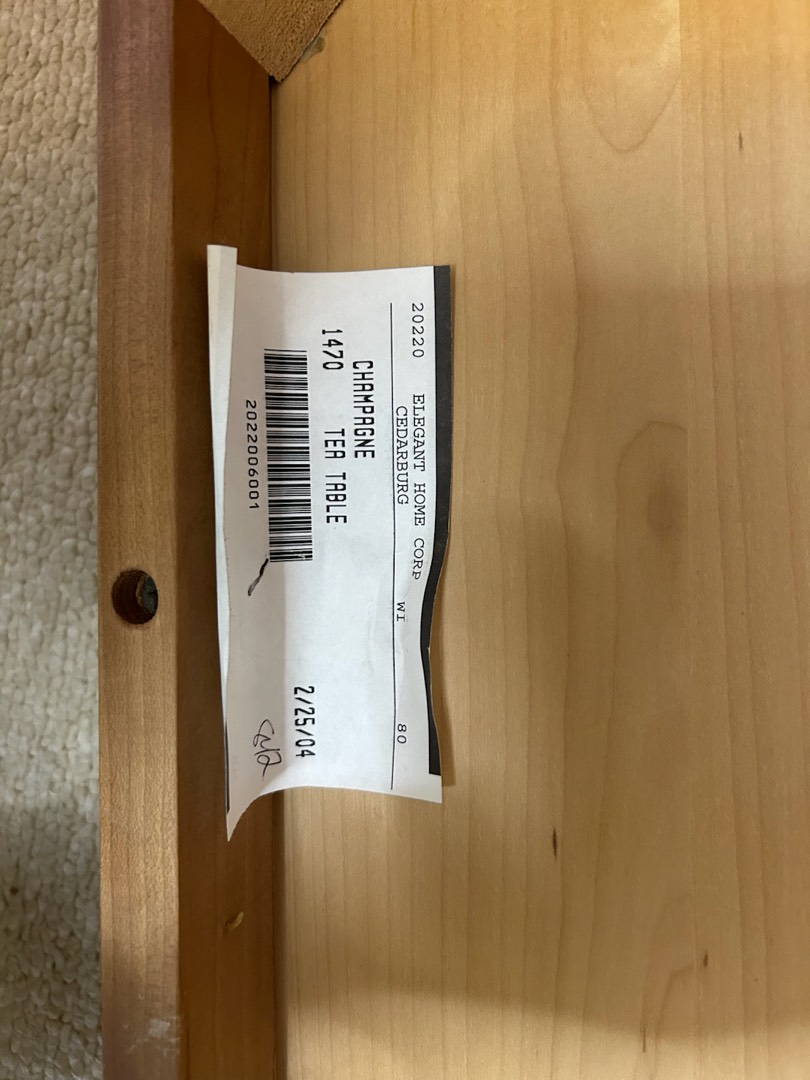 20220 ELEGANT HOME CORP
CEDARBURG WI 80
CHAMPAGNE
1470 TEA TABLE
2/25/04
2022006001